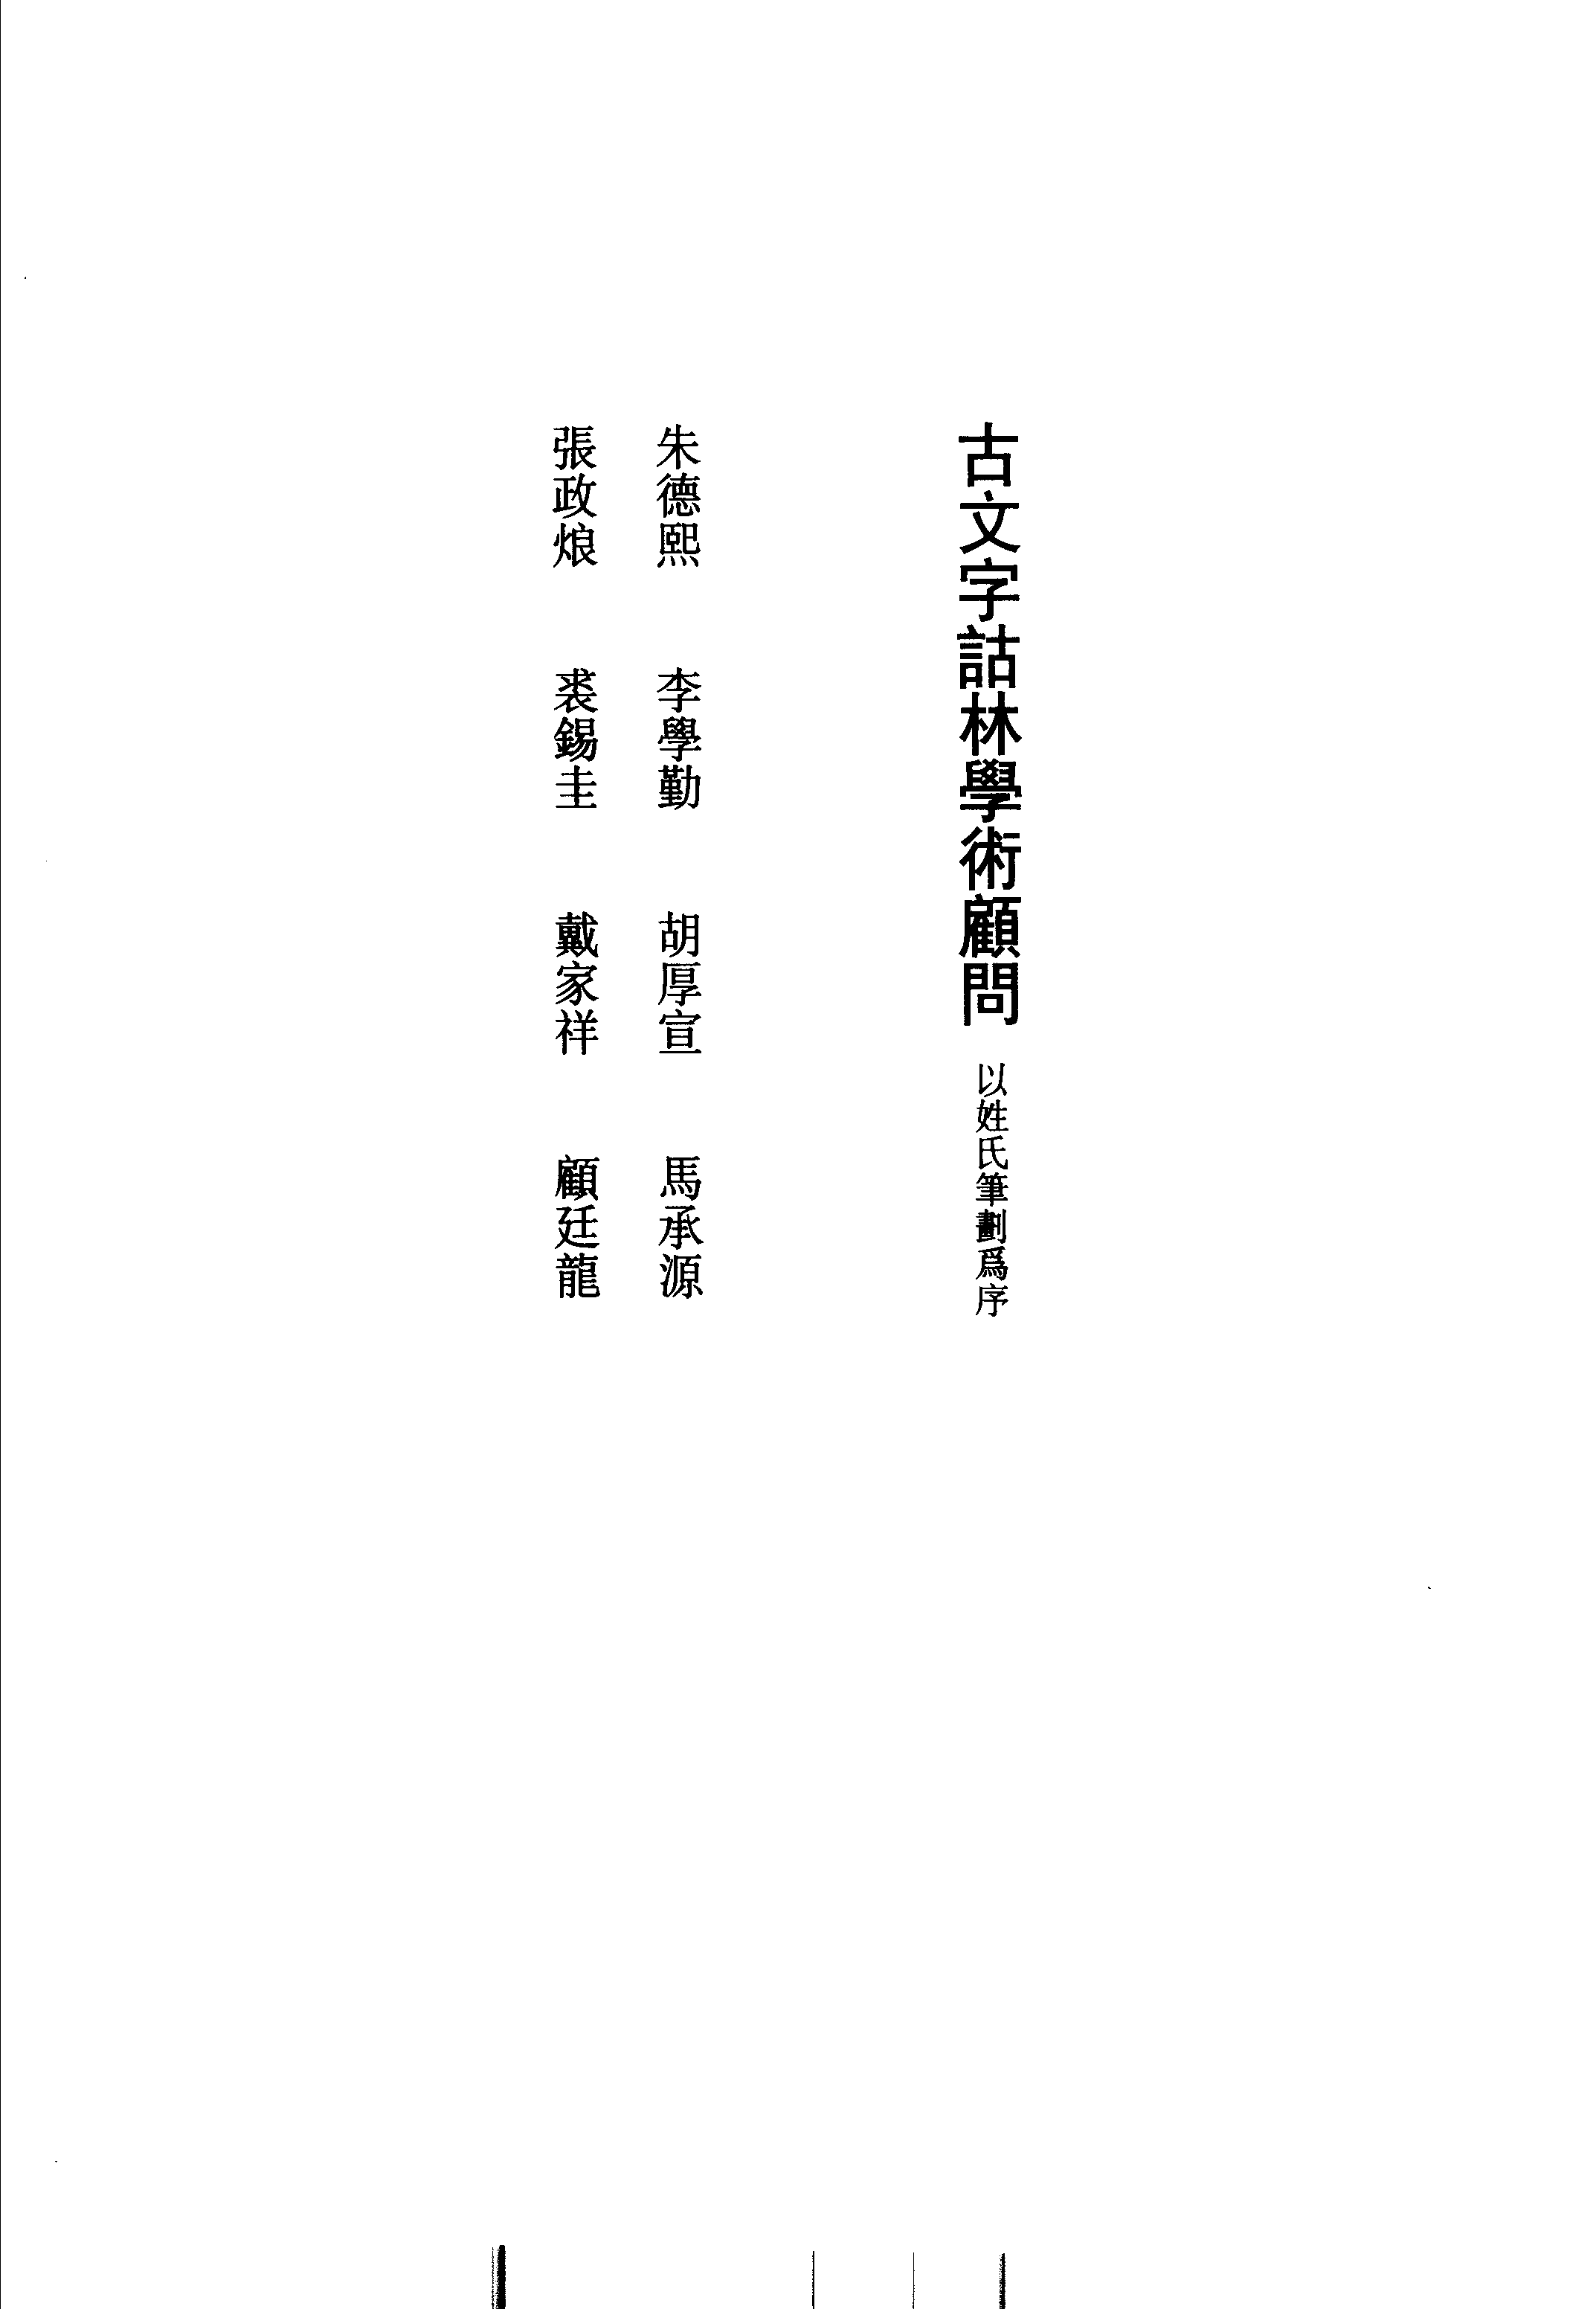 古文字詁林學術顧問 以姓氏筆劃爲序
朱德熙 李學勤 胡厚宣 馬承源
張政烺 裘錫圭 戴家祥 顧廷龍